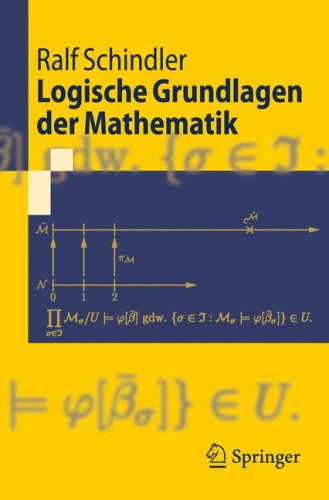 Ralf Schindler
Logische Grundlagen
der Mathematik
β̄] gdw. {σ ∈ ℑ :
M̃ c^M̃
π_M
N
0 1 2
∏_{σ∈ℑ} M_σ/U ⊨ φ[β̄] gdw. {σ ∈ ℑ : M_σ ⊨ φ[β̄_σ]} ∈ U.
⊨ φ[β̄_σ]} ∈ U.
Springer